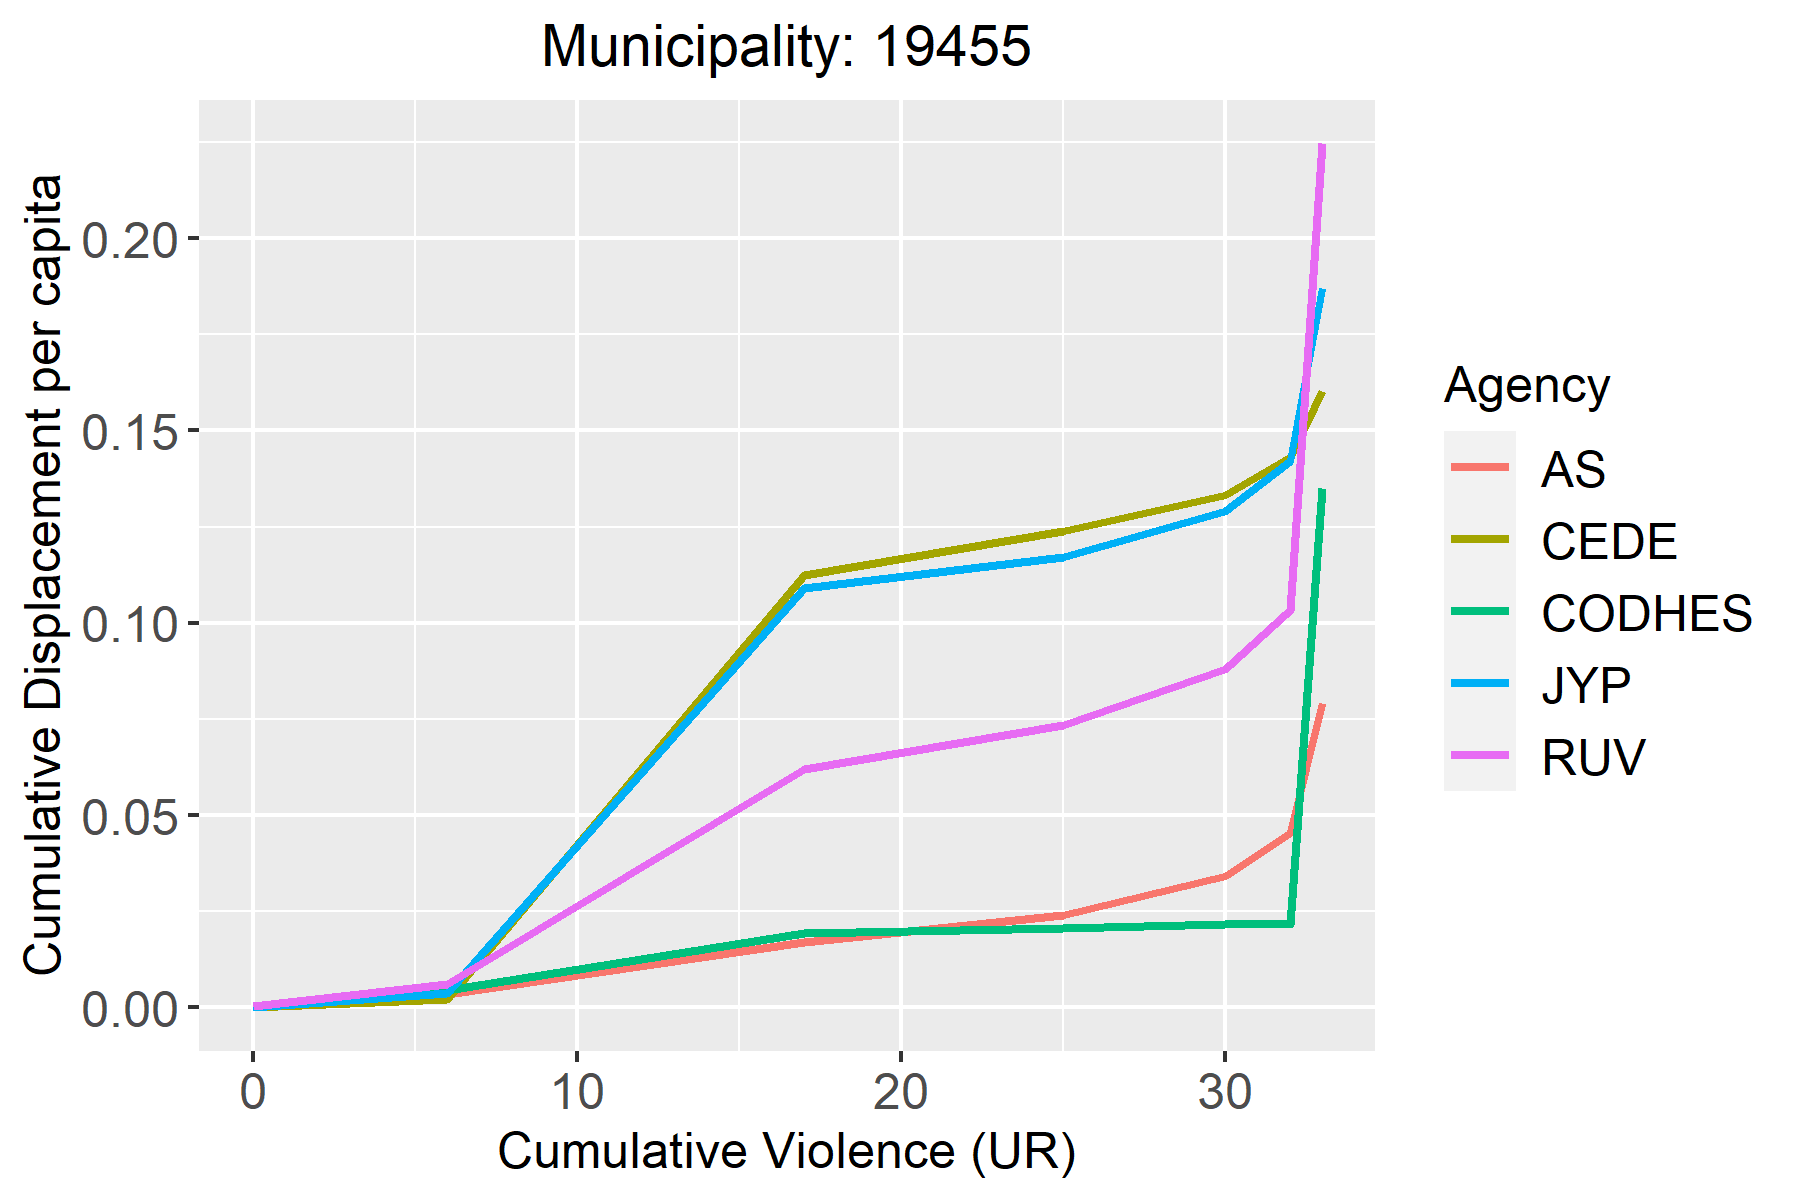 Municipality: 19455
Cumulative Displacement per capita
0.20
0.15
0.10
0.05
0.00
0 10 20 30
Cumulative Violence (UR)
Agency
AS
CEDE
CODHES
JYP
RUV